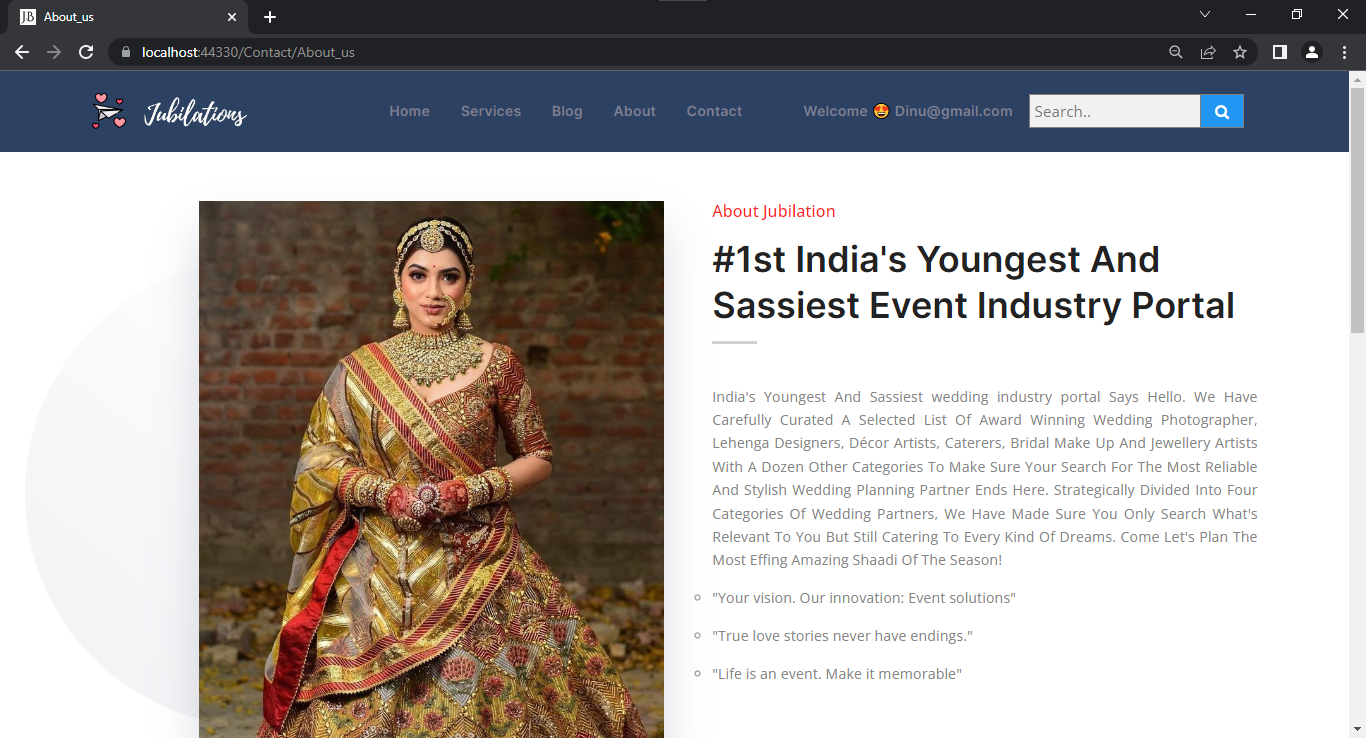 JB About_us
localhost:44330/Contact/About_us
Jubilations Home Services Blog About Contact Welcome 😍 Dinu@gmail.com Search..
About Jubilation
#1st India's Youngest And
Sassiest Event Industry Portal
India's Youngest And Sassiest wedding industry portal Says Hello. We Have
Carefully Curated A Selected List Of Award Winning Wedding Photographer,
Lehenga Designers, Décor Artists, Caterers, Bridal Make Up And Jewellery Artists
With A Dozen Other Categories To Make Sure Your Search For The Most Reliable
And Stylish Wedding Planning Partner Ends Here. Strategically Divided Into Four
Categories Of Wedding Partners, We Have Made Sure You Only Search What's
Relevant To You But Still Catering To Every Kind Of Dreams. Come Let's Plan The
Most Effing Amazing Shaadi Of The Season!
"Your vision. Our innovation: Event solutions"
"True love stories never have endings."
"Life is an event. Make it memorable"